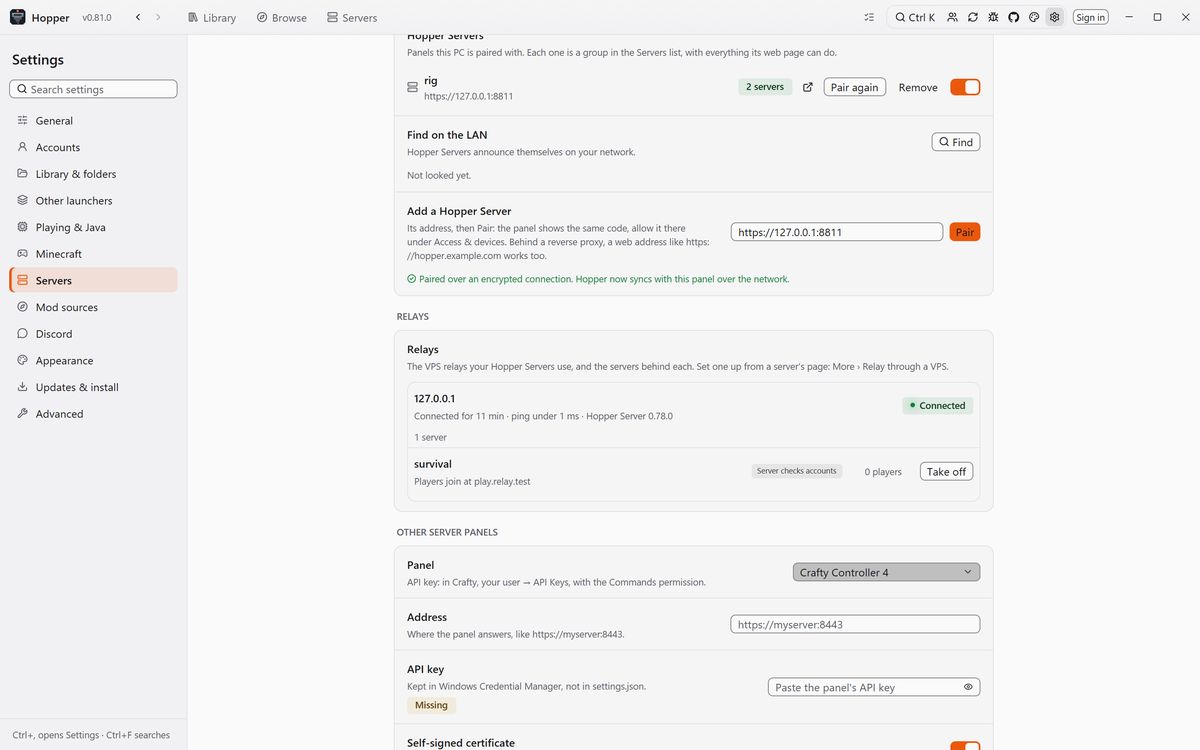 Hopper v0.81.0
Library
Browse
Servers
Ctrl K
Sign in
Settings
Search settings
General
Accounts
Library & folders
Other launchers
Playing & Java
Minecraft
Servers
Mod sources
Discord
Appearance
Updates & install
Advanced
Ctrl+, opens Settings · Ctrl+F searches
Hopper Servers
Panels this PC is paired with. Each one is a group in the Servers list, with everything its web page can do.
rig
https://127.0.0.1:8811
2 servers
Pair again
Remove
Find on the LAN
Hopper Servers announce themselves on your network.
Find
Not looked yet.
Add a Hopper Server
Its address, then Pair: the panel shows the same code, allow it there
under Access & devices. Behind a reverse proxy, a web address like https:
//hopper.example.com works too.
https://127.0.0.1:8811
Pair
Paired over an encrypted connection. Hopper now syncs with this panel over the network.
RELAYS
Relays
The VPS relays your Hopper Servers use, and the servers behind each. Set one up from a server's page: More › Relay through a VPS.
127.0.0.1
Connected for 11 min · ping under 1 ms · Hopper Server 0.78.0
Connected
1 server
survival
Players join at play.relay.test
Server checks accounts
0 players
Take off
OTHER SERVER PANELS
Panel
API key: in Crafty, your user → API Keys, with the Commands permission.
Crafty Controller 4
Address
Where the panel answers, like https://myserver:8443.
https://myserver:8443
API key
Kept in Windows Credential Manager, not in settings.json.
Missing
Paste the panel's API key
Self-signed certificate